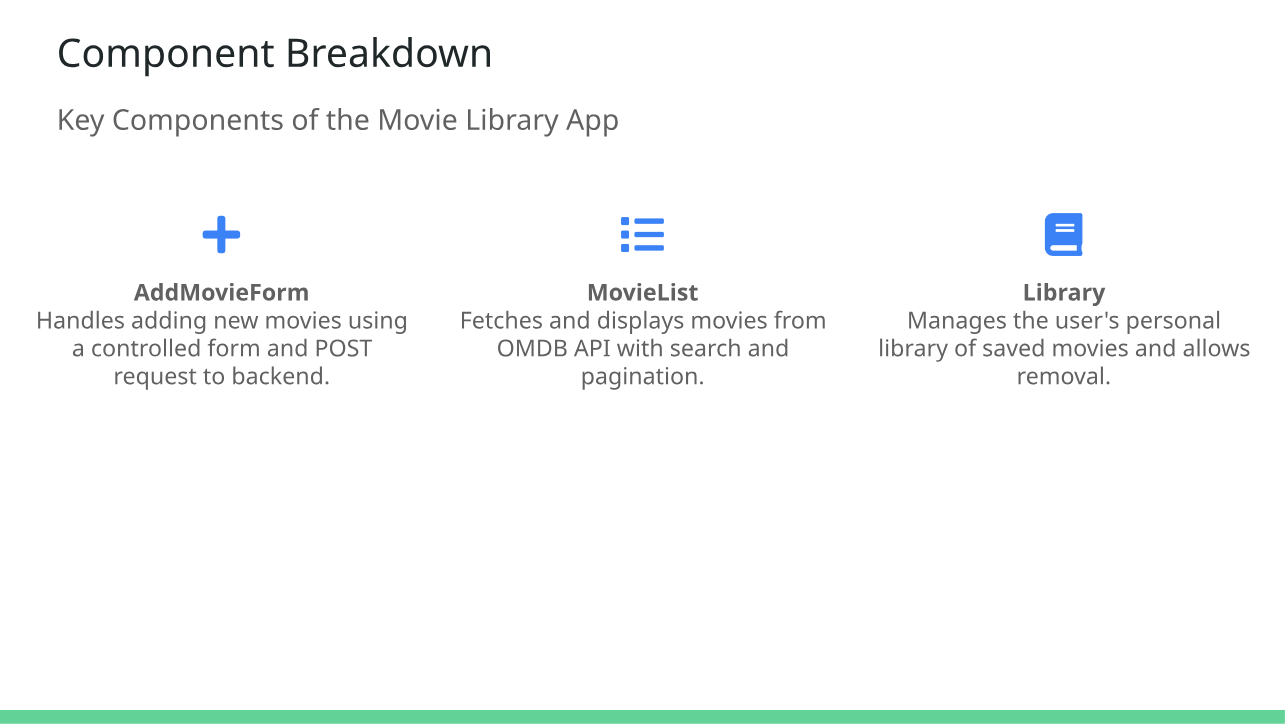 Component Breakdown
Key Components of the Movie Library App
AddMovieForm
Handles adding new movies using
a controlled form and POST
request to backend.
MovieList
Fetches and displays movies from
OMDB API with search and
pagination.
Library
Manages the user's personal
library of saved movies and allows
removal.